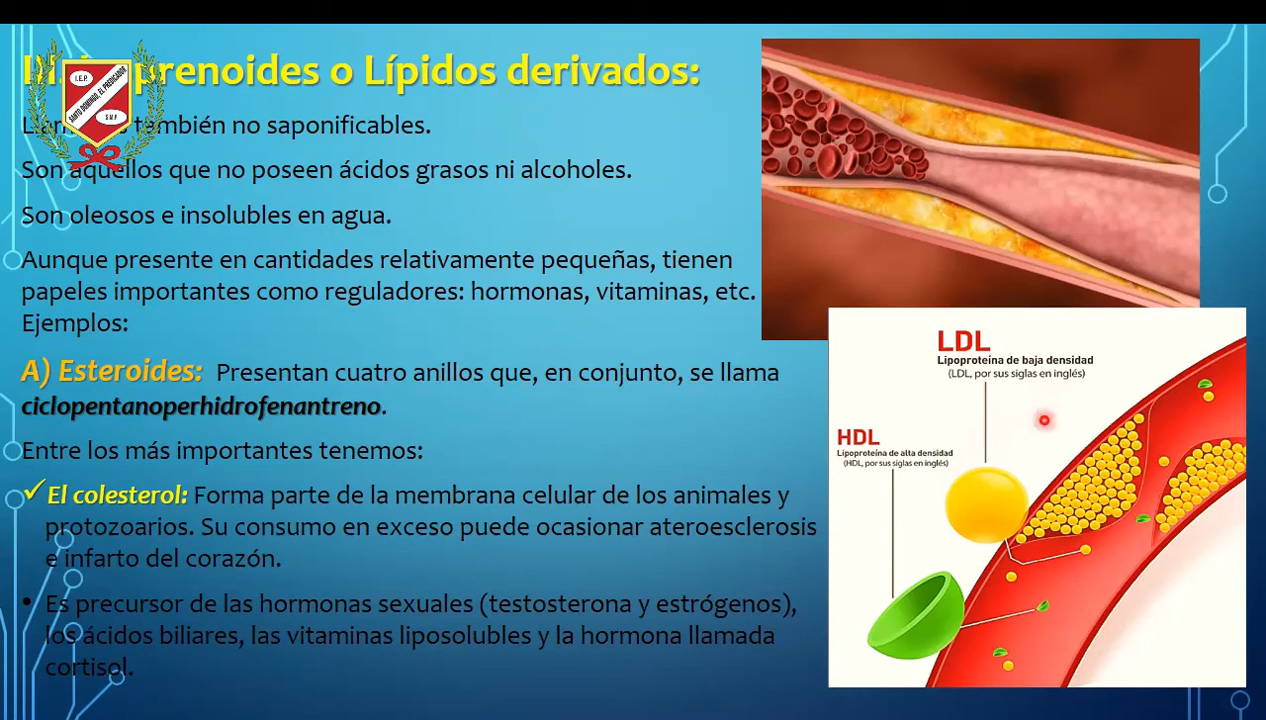 prenoides o Lípidos derivados:
también no saponificables.
Son aquellos que no poseen ácidos grasos ni alcoholes.
Son oleosos e insolubles en agua.
Aunque presente en cantidades relativamente pequeñas, tienen
papeles importantes como reguladores: hormonas, vitaminas, etc.
Ejemplos:
A) Esteroides: Presentan cuatro anillos que, en conjunto, se llama
ciclopentanoperhidrofenantreno.
Entre los más importantes tenemos:
El colesterol: Forma parte de la membrana celular de los animales y
protozoarios. Su consumo en exceso puede ocasionar ateroesclerosis
e infarto del corazón.
• Es precursor de las hormonas sexuales (testosterona y estrógenos),
los ácidos biliares, las vitaminas liposolubles y la hormona llamada
cortisol.
I.E.P.
SANTO DOMINGO, EL PREDICADOR
S M P
LDL
Lipoproteína de baja densidad
(LDL, por sus siglas en inglés)
HDL
Lipoproteína de alta densidad
(HDL, por sus siglas en inglés)